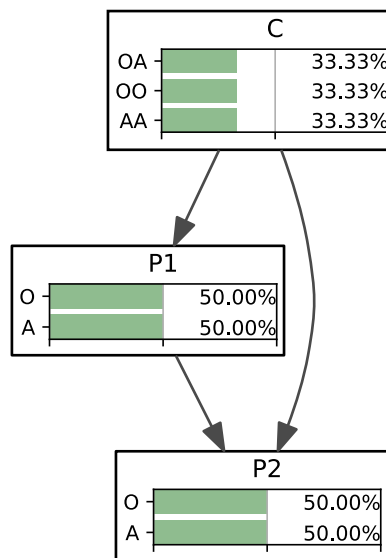 C
OA 33.33%
OO 33.33%
AA 33.33%
P1
O 50.00%
A 50.00%
P2
O 50.00%
A 50.00%